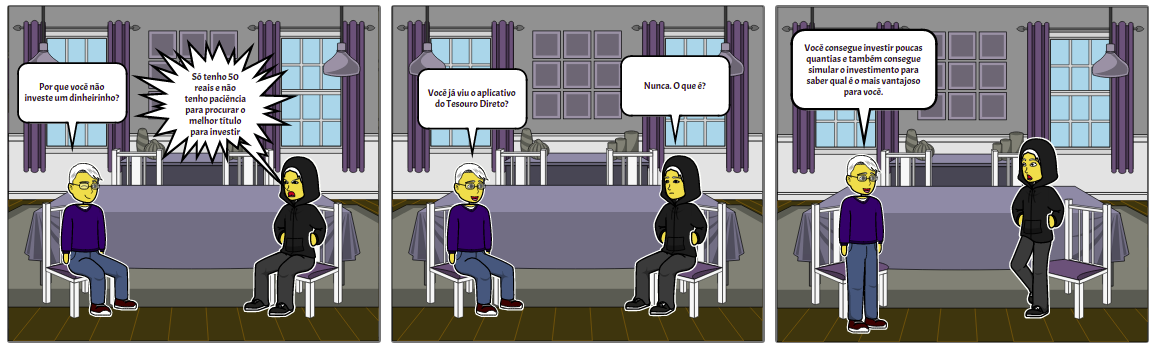 Por que você não
investe um dinheirinho?
Só tenho 50
reais e não
tenho paciência
para procurar o
melhor título
para investir
Você já viu o aplicativo
do Tesouro Direto?
Nunca. O que é?
Você consegue investir poucas
quantias e também consegue
simular o investimento para
saber qual é o mais vantajoso
para você.